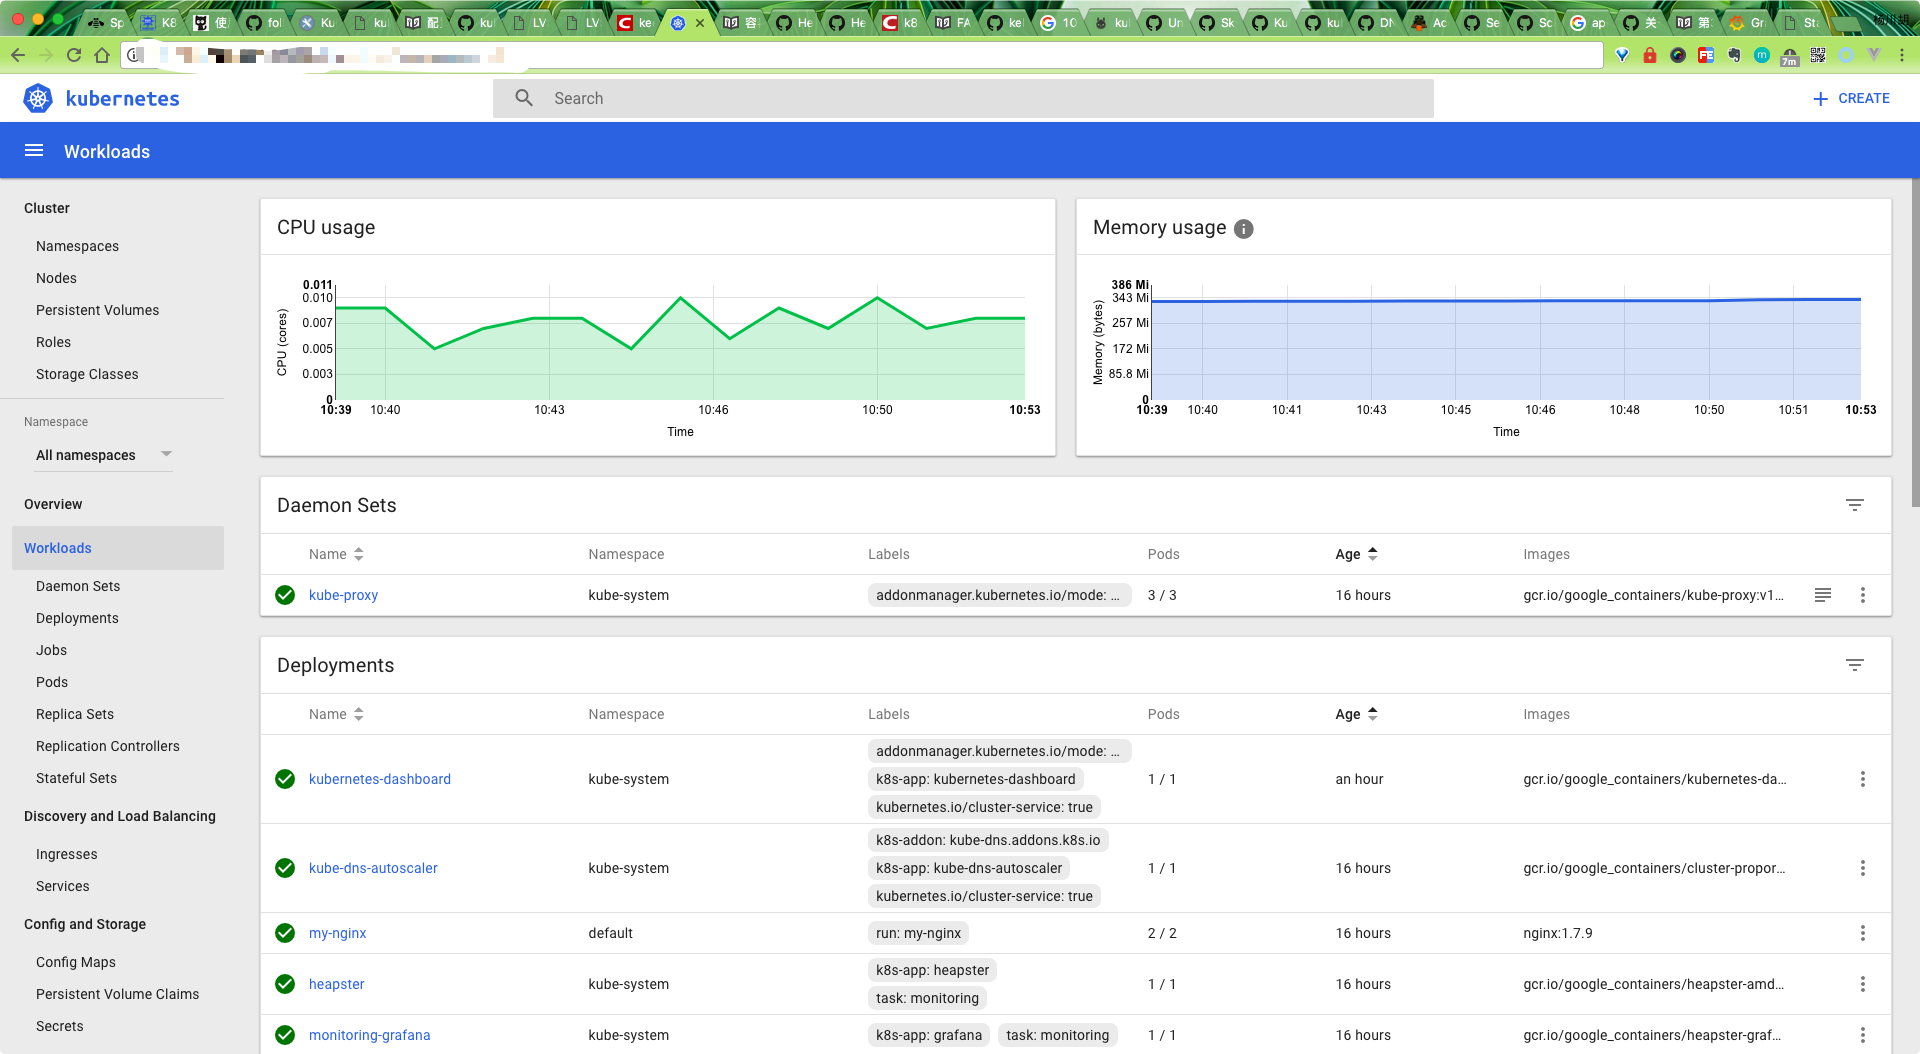 Sp K8 使 fol Ku ku 配 ku LV LV ke 容 He He k8 FA ke 10 ku Un Sk Ku ku DN Ac Se Sc ap 关 第 Gr Sta
7m
kubernetes
Search
CREATE
Workloads
Cluster
Namespaces
Nodes
Persistent Volumes
Roles
Storage Classes
Namespace
All namespaces
Overview
Workloads
Daemon Sets
Deployments
Jobs
Pods
Replica Sets
Replication Controllers
Stateful Sets
Discovery and Load Balancing
Ingresses
Services
Config and Storage
Config Maps
Persistent Volume Claims
Secrets
CPU usage
CPU (cores)
0.011
0.010
0.007
0.005
0.003
0
10:39 10:40 10:43 10:46 10:50 10:53
Time
Memory usage
Memory (bytes)
386 Mi
343 Mi
257 Mi
172 Mi
85.8 Mi
0
10:39 10:40 10:41 10:43 10:45 10:46 10:48 10:50 10:51 10:53
Time
Daemon Sets
Name Namespace Labels Pods Age Images
kube-proxy kube-system addonmanager.kubernetes.io/mode: ... 3 / 3 16 hours gcr.io/google_containers/kube-proxy:v1...
Deployments
Name Namespace Labels Pods Age Images
addonmanager.kubernetes.io/mode: ...
kubernetes-dashboard kube-system k8s-app: kubernetes-dashboard 1 / 1 an hour gcr.io/google_containers/kubernetes-da...
kubernetes.io/cluster-service: true
k8s-addon: kube-dns.addons.k8s.io
kube-dns-autoscaler kube-system k8s-app: kube-dns-autoscaler 1 / 1 16 hours gcr.io/google_containers/cluster-propor...
kubernetes.io/cluster-service: true
my-nginx default run: my-nginx 2 / 2 16 hours nginx:1.7.9
k8s-app: heapster
heapster kube-system 1 / 1 16 hours gcr.io/google_containers/heapster-amd...
task: monitoring
monitoring-grafana kube-system k8s-app: grafana task: monitoring 1 / 1 16 hours gcr.io/google_containers/heapster-graf...